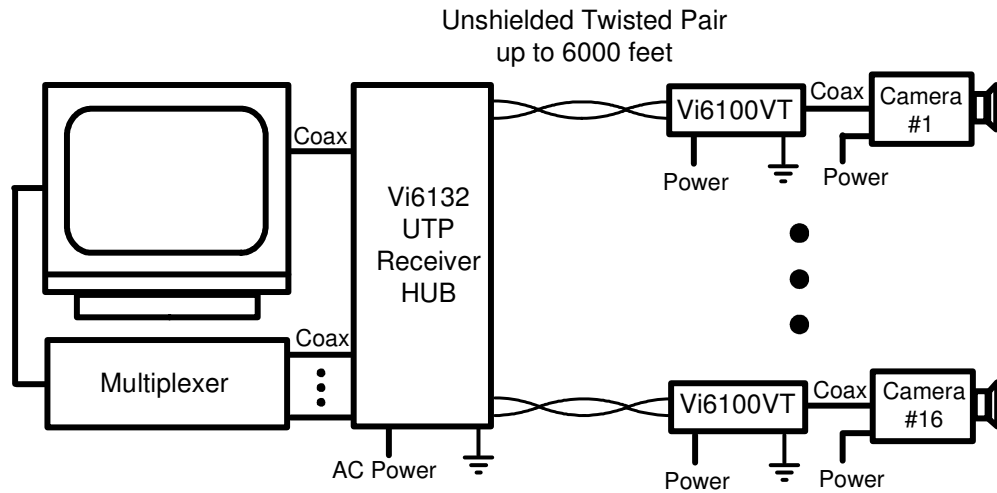 Unshielded Twisted Pair
up to 6000 feet
Coax
Vi6132
UTP
Receiver
HUB
Vi6100VT
Coax
Camera
#1
Power
Power
Coax
Multiplexer
AC Power
Vi6100VT
Coax
Camera
#16
Power
Power